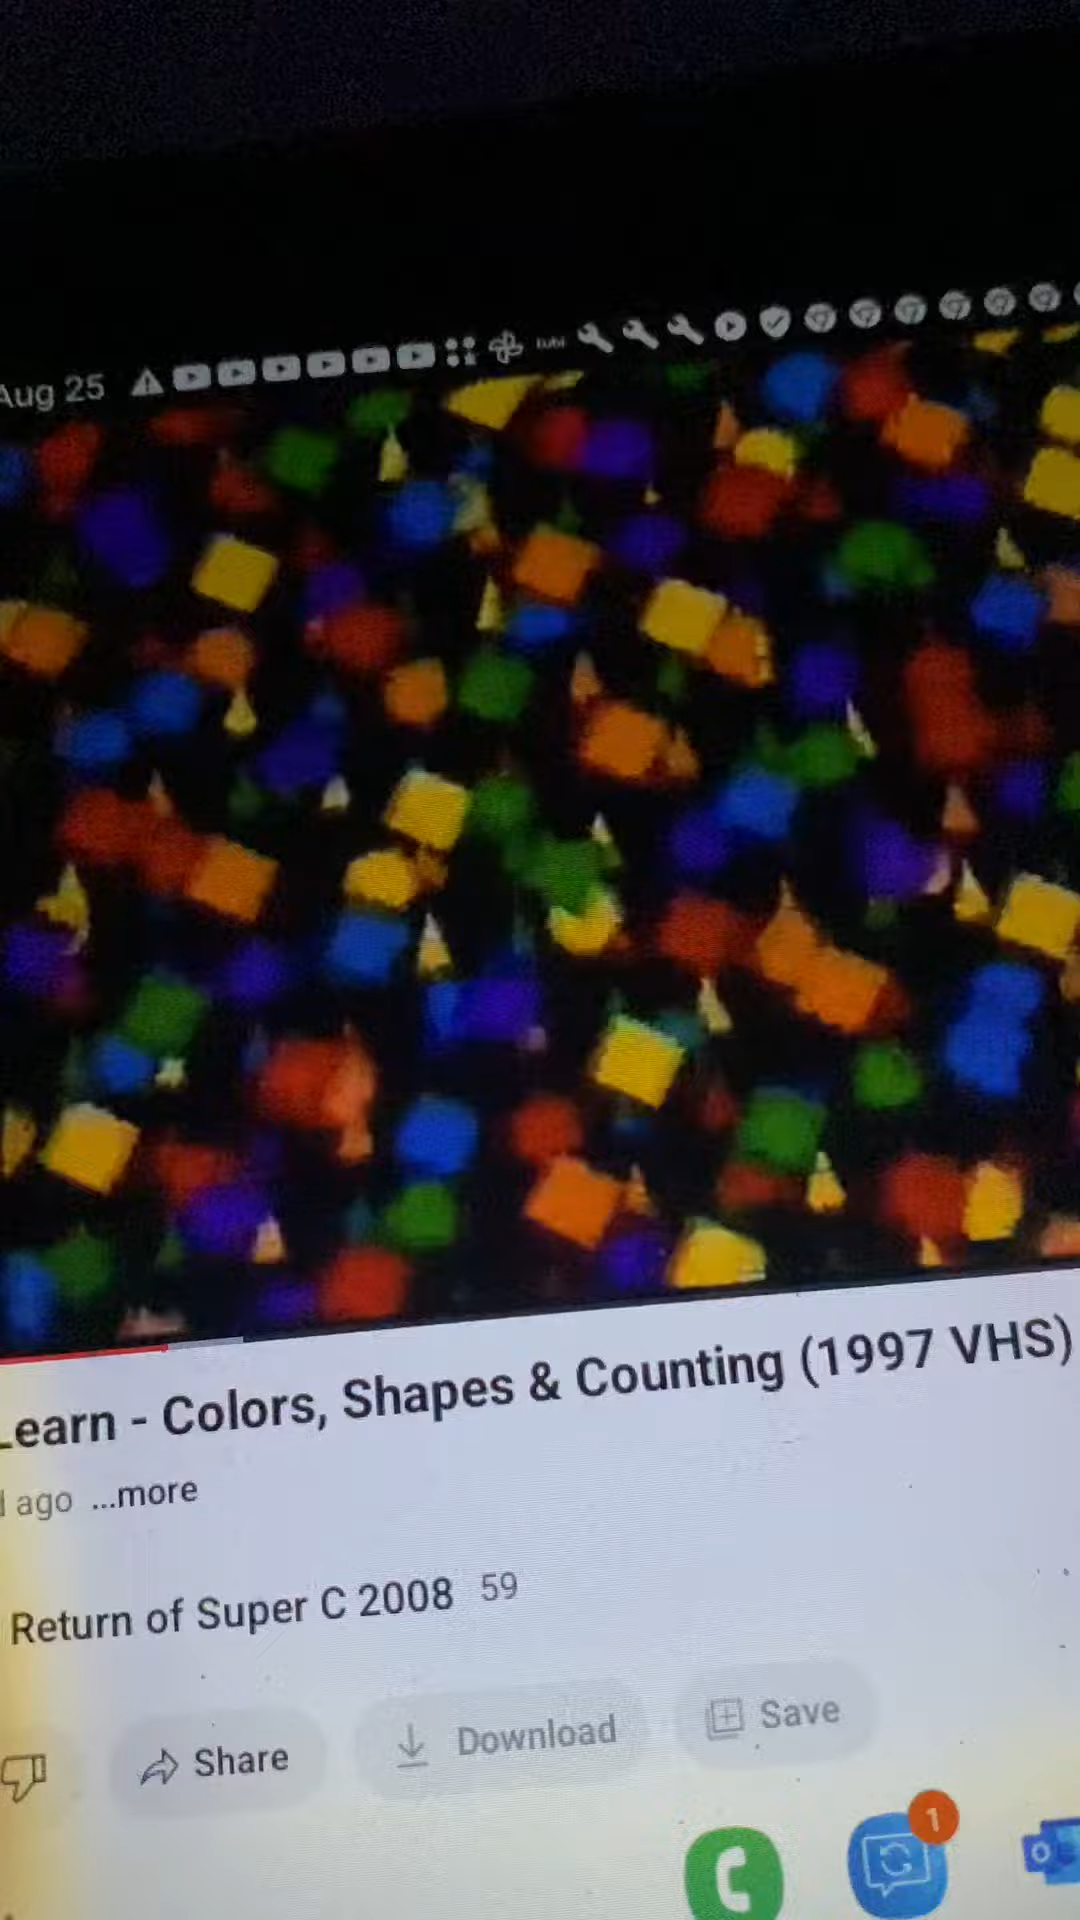 Aug 25
Learn - Colors, Shapes & Counting (1997 VHS)
ago ...more
Return of Super C 2008 59
Share
Download
Save
1